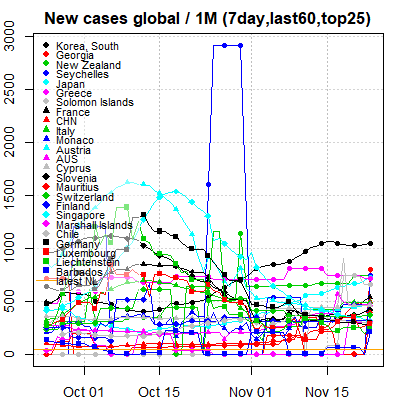 New cases global / 1M (7day,last60,top25)
3000
2500
2000
1500
1000
500
0
Korea, South
Georgia
New Zealand
Seychelles
Japan
Greece
Solomon Islands
France
CHN
Italy
Monaco
Austria
AUS
Cyprus
Slovenia
Mauritius
Switzerland
Finland
Singapore
Marshall Islands
Chile
Germany
Luxembourg
Liechtenstein
Barbados
latest NL
Oct 01
Oct 15
Nov 01
Nov 15